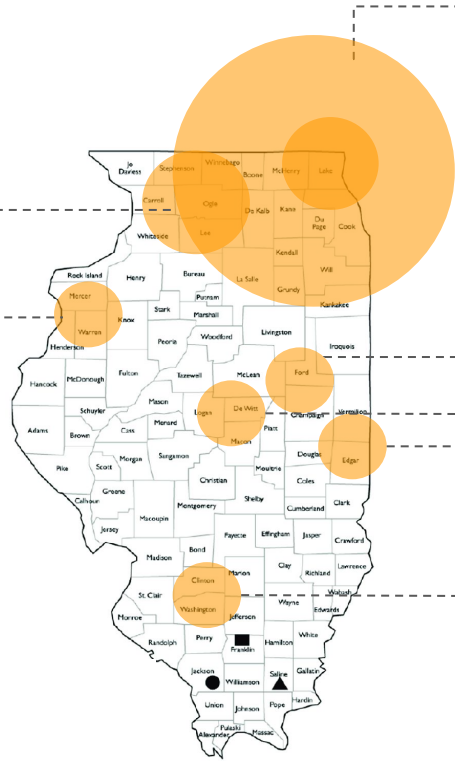 Jo
Daviess
Stephenson
Winnebago
Boone
McHenry
Lake
Carroll
Ogle
De Kalb
Kane
Du
Page
Cook
Whiteside
Lee
Kendall
Will
Rock Island
Henry
Bureau
La Salle
Grundy
Mercer
Putnam
Kankakee
Knox
Stark
Marshall
Warren
Peoria
Woodford
Livingston
Iroquois
Henderson
Hancock
McDonough
Fulton
Tazewell
McLean
Ford
Schuyler
Mason
Logan
De Witt
Champaign
Vermilion
Adams
Brown
Cass
Menard
Macon
Piatt
Douglas
Edgar
Pike
Scott
Morgan
Sangamon
Christian
Moultrie
Coles
Calhoun
Greene
Macoupin
Montgomery
Shelby
Cumberland
Clark
Jersey
Fayette
Effingham
Jasper
Crawford
Madison
Bond
Clinton
Marion
Clay
Richland
Lawrence
St. Clair
Washington
Jefferson
Wayne
Wabash
Edwards
Monroe
Randolph
Perry
Franklin
Hamilton
White
Jackson
Williamson
Saline
Gallatin
Union
Johnson
Pope
Hardin
Alexander
Pulaski
Massac